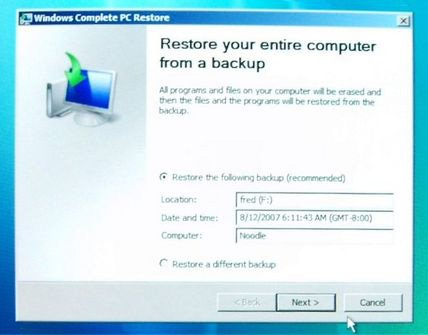 Windows Complete PC Restore
Restore your entire computer
from a backup
All programs and files on your computer will be erased and
then the files and the programs will be restored from the
backup.
Restore the following backup (recommended)
Location: fred (F:)
Date and time: 8/12/2007 6:11:43 AM (GMT-8:00)
Computer: Noodle
Restore a different backup
< Back Next > Cancel